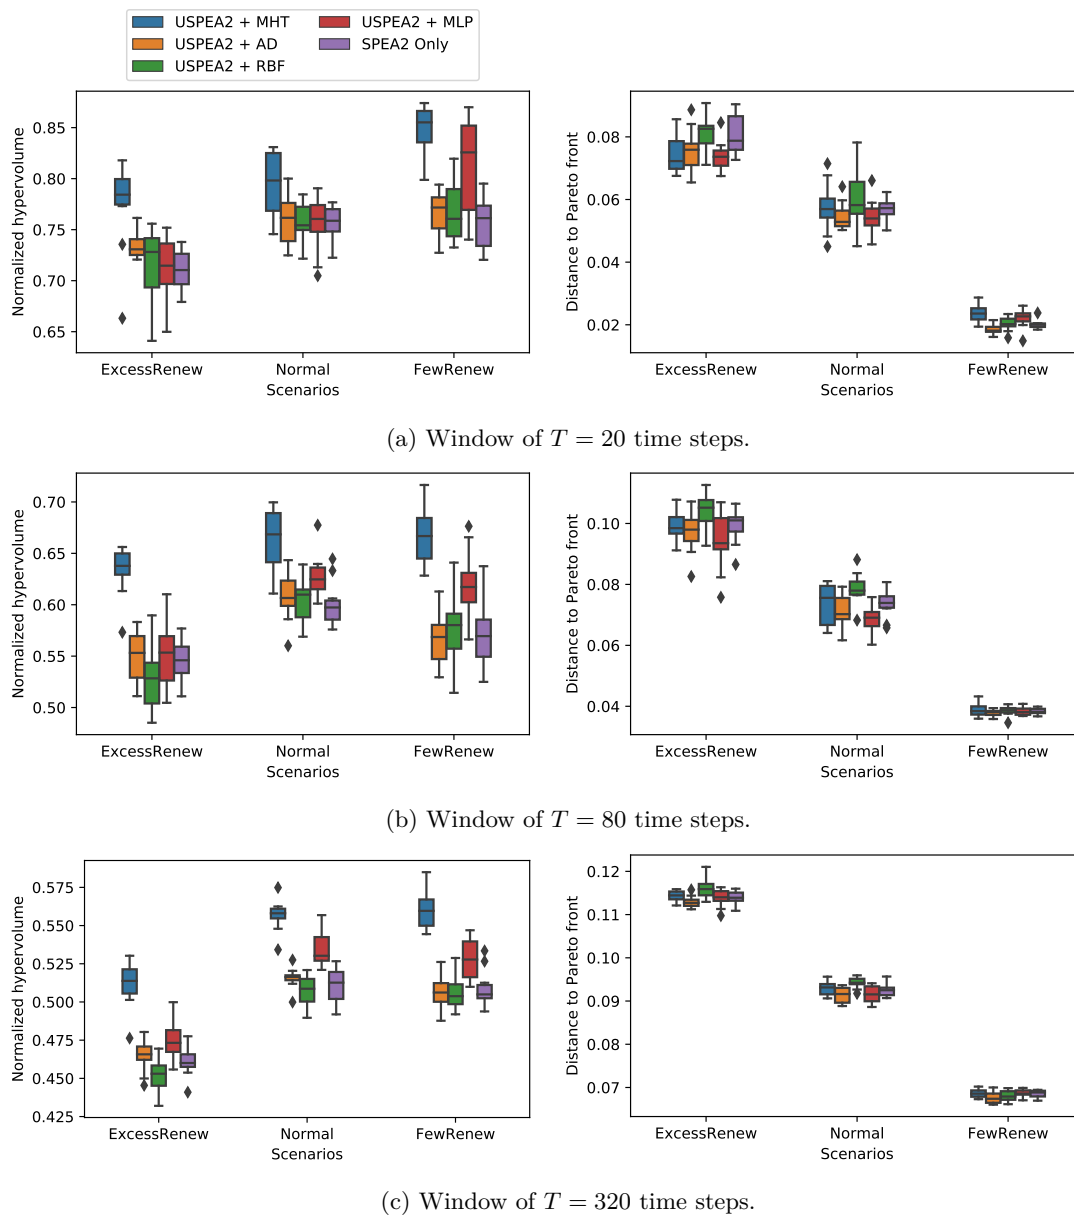 USPEA2 + MHT
USPEA2 + AD
USPEA2 + RBF
USPEA2 + MLP
SPEA2 Only
Normalized hypervolume
0.85
0.80
0.75
0.70
0.65
ExcessRenew Normal FewRenew
Scenarios
Distance to Pareto front
0.08
0.06
0.04
0.02
ExcessRenew Normal FewRenew
Scenarios
(a) Window of T = 20 time steps.
Normalized hypervolume
0.70
0.65
0.60
0.55
0.50
ExcessRenew Normal FewRenew
Scenarios
Distance to Pareto front
0.10
0.08
0.06
0.04
ExcessRenew Normal FewRenew
Scenarios
(b) Window of T = 80 time steps.
Normalized hypervolume
0.575
0.550
0.525
0.500
0.475
0.450
0.425
ExcessRenew Normal FewRenew
Scenarios
Distance to Pareto front
0.12
0.11
0.10
0.09
0.08
0.07
ExcessRenew Normal FewRenew
Scenarios
(c) Window of T = 320 time steps.